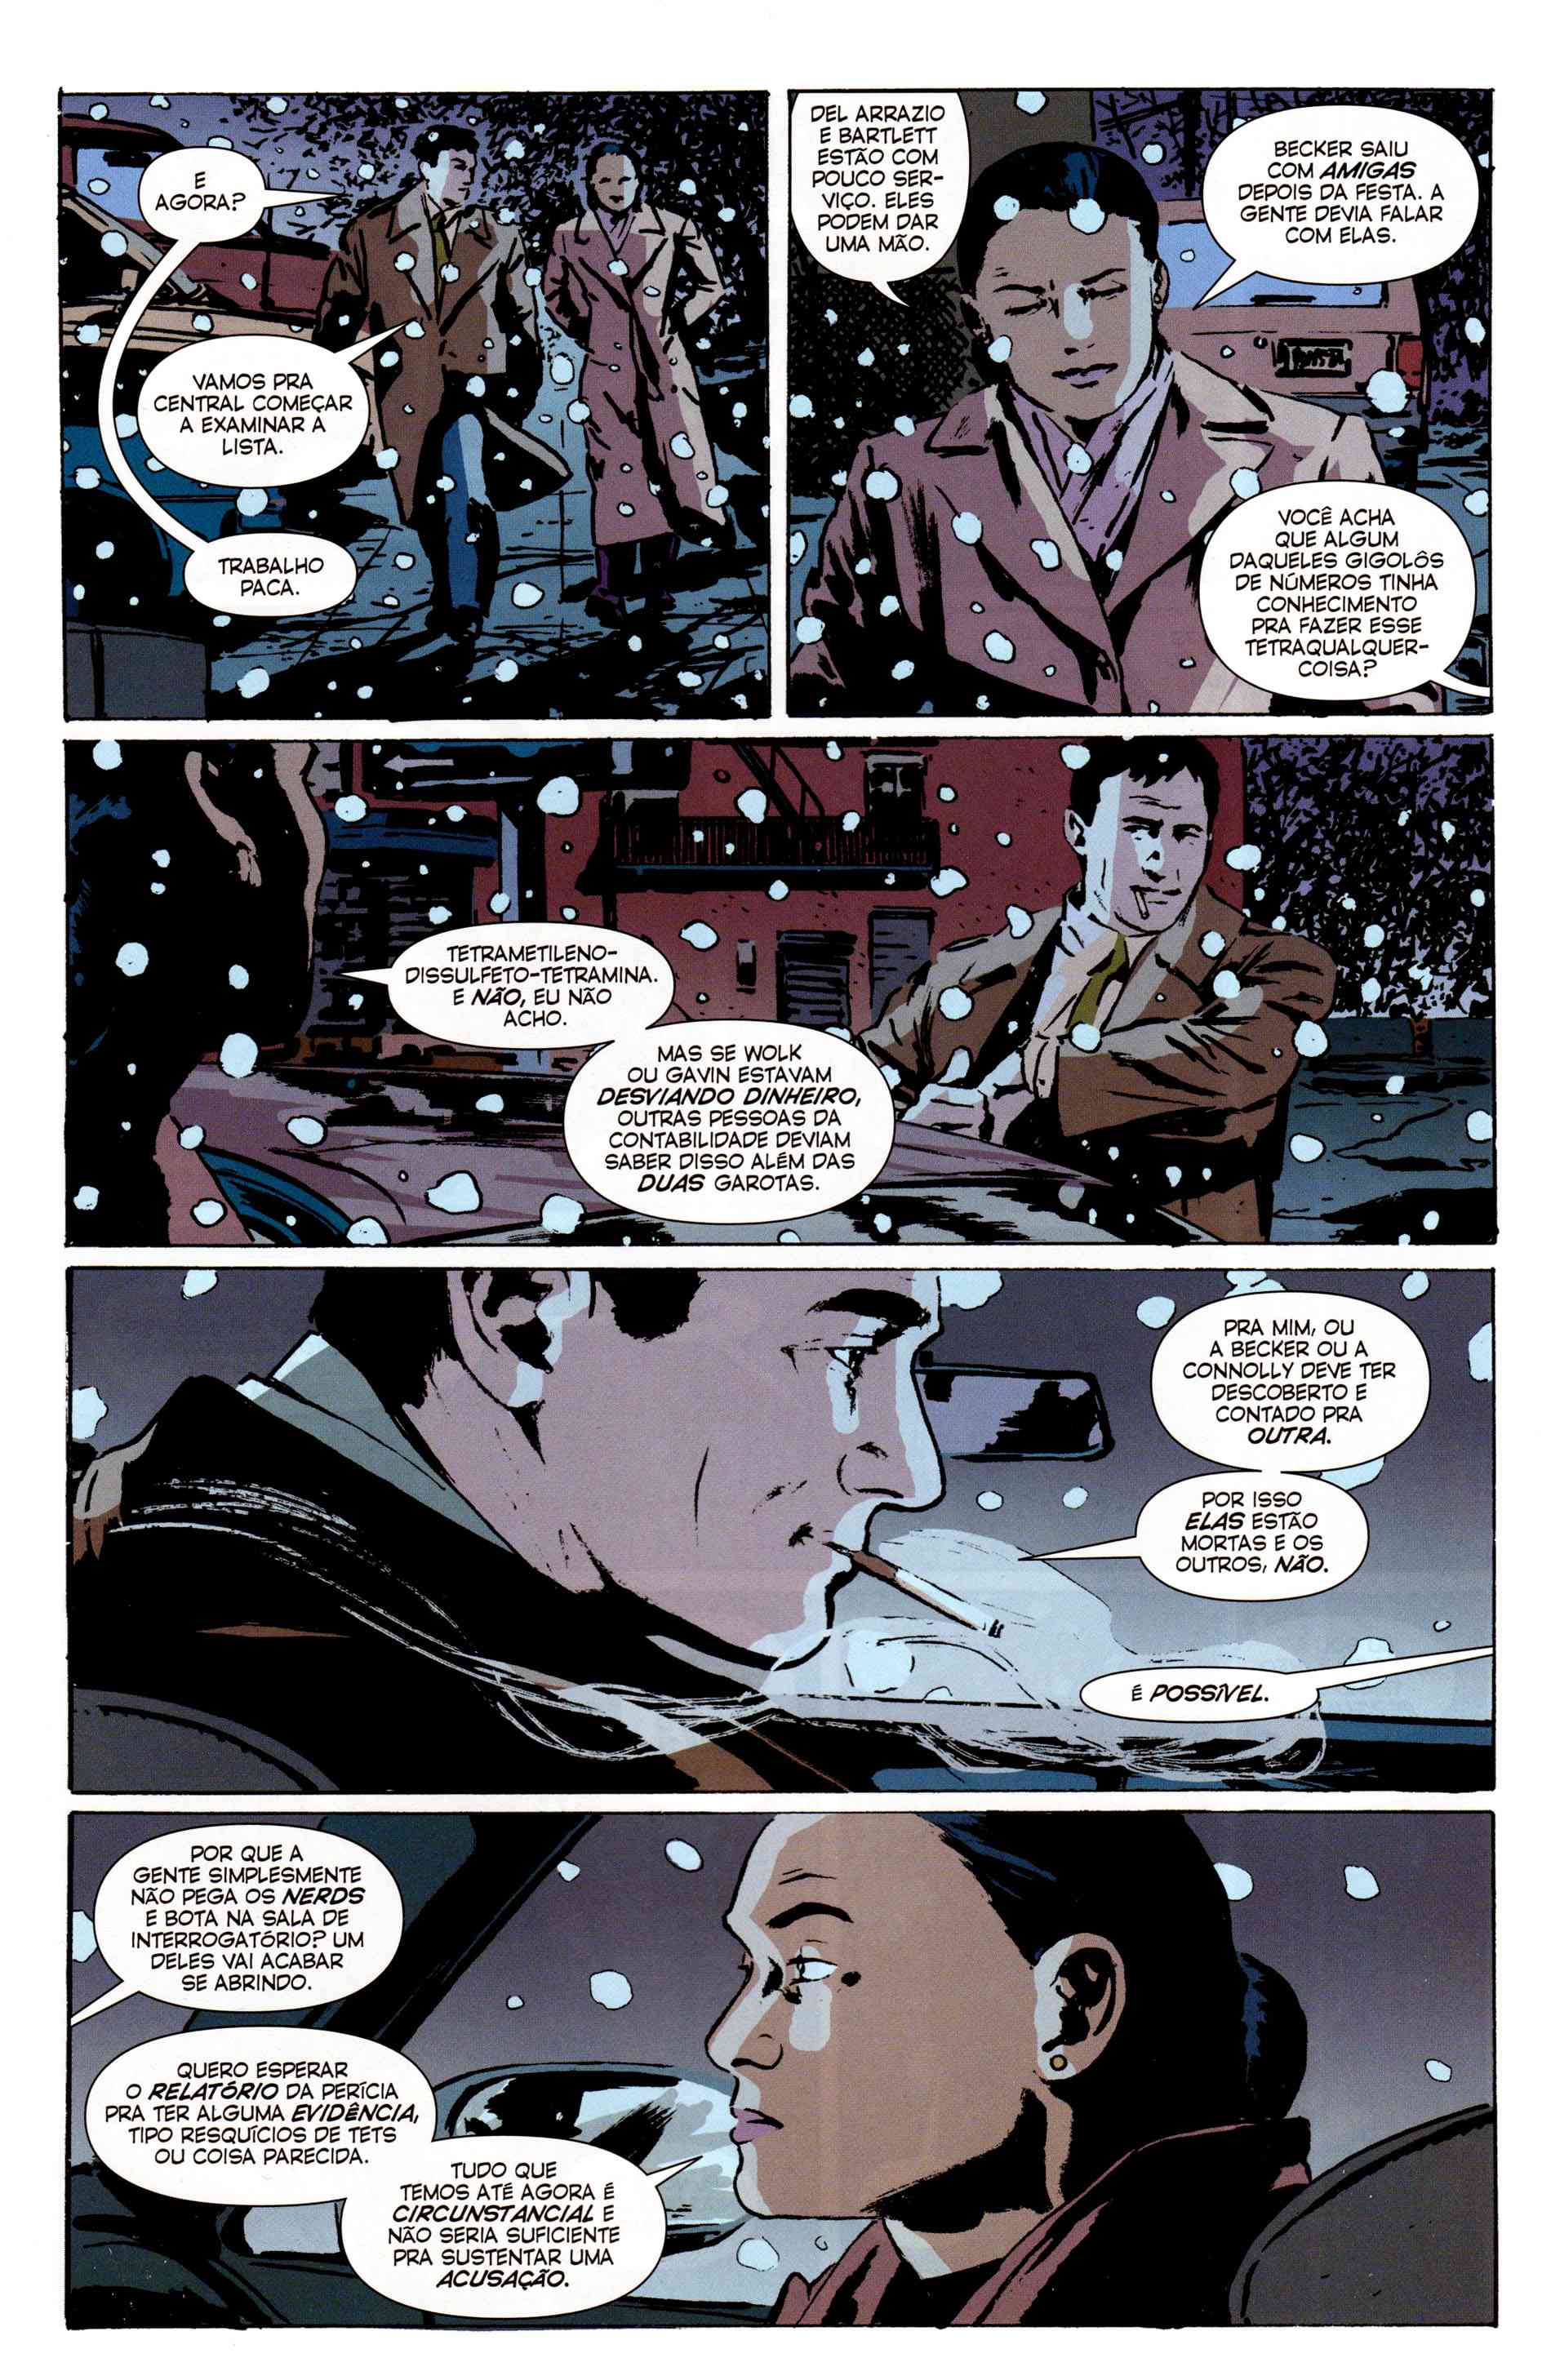 E
AGORA?
VAMOS PRA
CENTRAL COMEÇAR
A EXAMINAR A
LISTA.
TRABALHO
PACA.
DEL ARRAZIO
E BARTLETT
ESTÃO COM
POUCO SER-
VIÇO. ELES
PODEM DAR
UMA MÃO.
BECKER SAIU
COM AMIGAS
DEPOIS DA FESTA. A
GENTE DEVIA FALAR
COM ELAS.
VOCÊ ACHA
QUE ALGUM
DAQUELES GIGOLÔS
DE NÚMEROS TINHA
CONHECIMENTO
PRA FAZER ESSE
TETRAQUALQUER-
COISA?
TETRAMETILENO-
DISSULFETO-TETRAMINA.
E NÃO, EU NÃO
ACHO.
MAS SE WOLK
OU GAVIN ESTAVAM
DESVIANDO DINHEIRO,
OUTRAS PESSOAS DA
CONTABILIDADE DEVIAM
SABER DISSO ALÉM DAS
DUAS GAROTAS.
PRA MIM, OU
A BECKER OU A
CONNOLLY DEVE TER
DESCOBERTO E
CONTADO PRA
OUTRA.
POR ISSO
ELAS ESTÃO
MORTAS E OS
OUTROS, NÃO.
É POSSÍVEL.
POR QUE A
GENTE SIMPLESMENTE
NÃO PEGA OS NERDS
E BOTA NA SALA DE
INTERROGATÓRIO? UM
DELES VAI ACABAR
SE ABRINDO.
QUERO ESPERAR
O RELATÓRIO DA PERÍCIA
PRA TER ALGUMA EVIDÊNCIA,
TIPO RESQUÍCIOS DE TETS
OU COISA PARECIDA.
TUDO QUE
TEMOS ATÉ AGORA É
CIRCUNSTANCIAL E
NÃO SERIA SUFICIENTE
PRA SUSTENTAR UMA
ACUSAÇÃO.